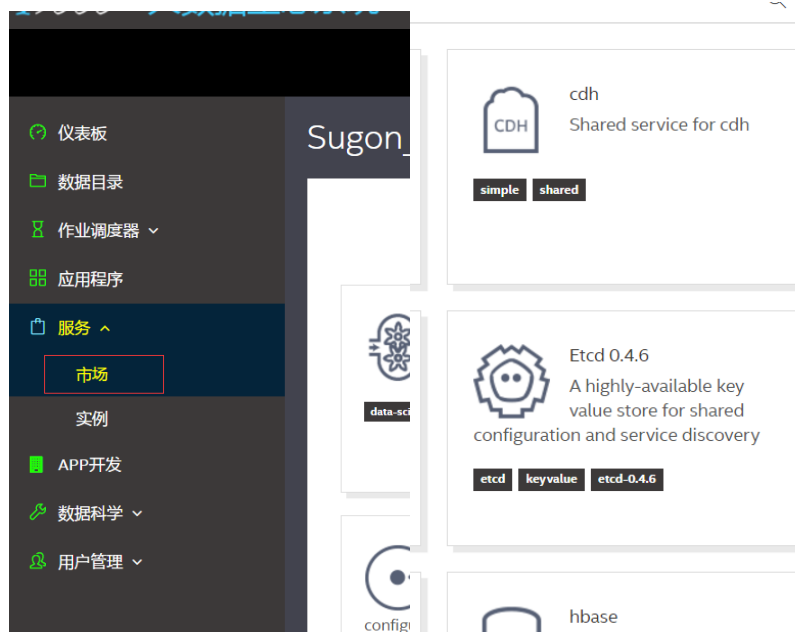 仪表板
数据目录
作业调度器
应用程序
服务
市场
实例
APP开发
数据科学
用户管理
Sugon_
data-sci
cdh
Shared service for cdh
CDH
simple shared
Etcd 0.4.6
A highly-available key
value store for shared
configuration and service discovery
etcd keyvalue etcd-0.4.6
hbase